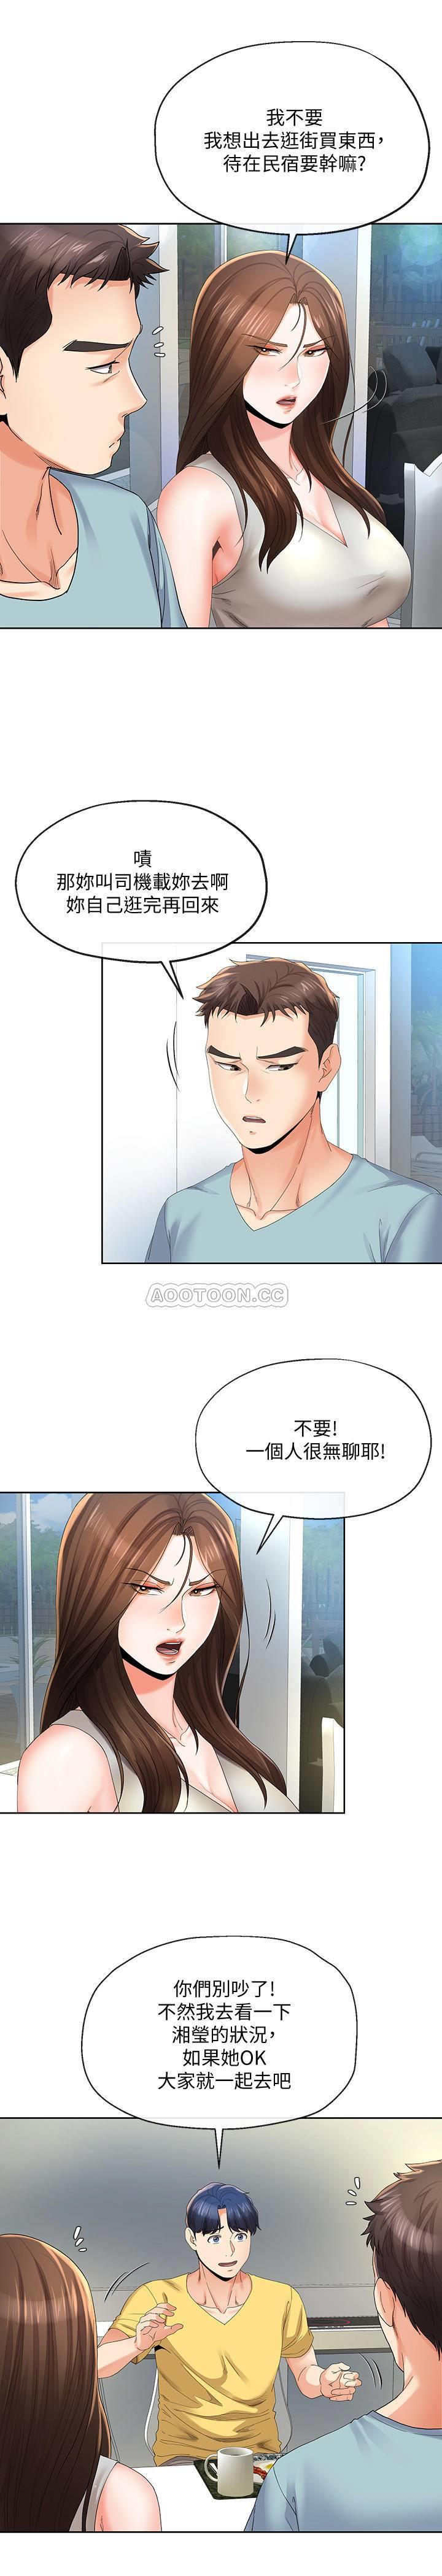 我不要
我想出去逛街買東西,
待在民宿要幹嘛?
嘖
那妳叫司機載妳去啊
妳自己逛完再回來
AOOTOON.CC
不要!
一個人很無聊耶!
你們別吵了!
不然我去看一下
湘瑩的狀況,
如果她OK
大家就一起去吧